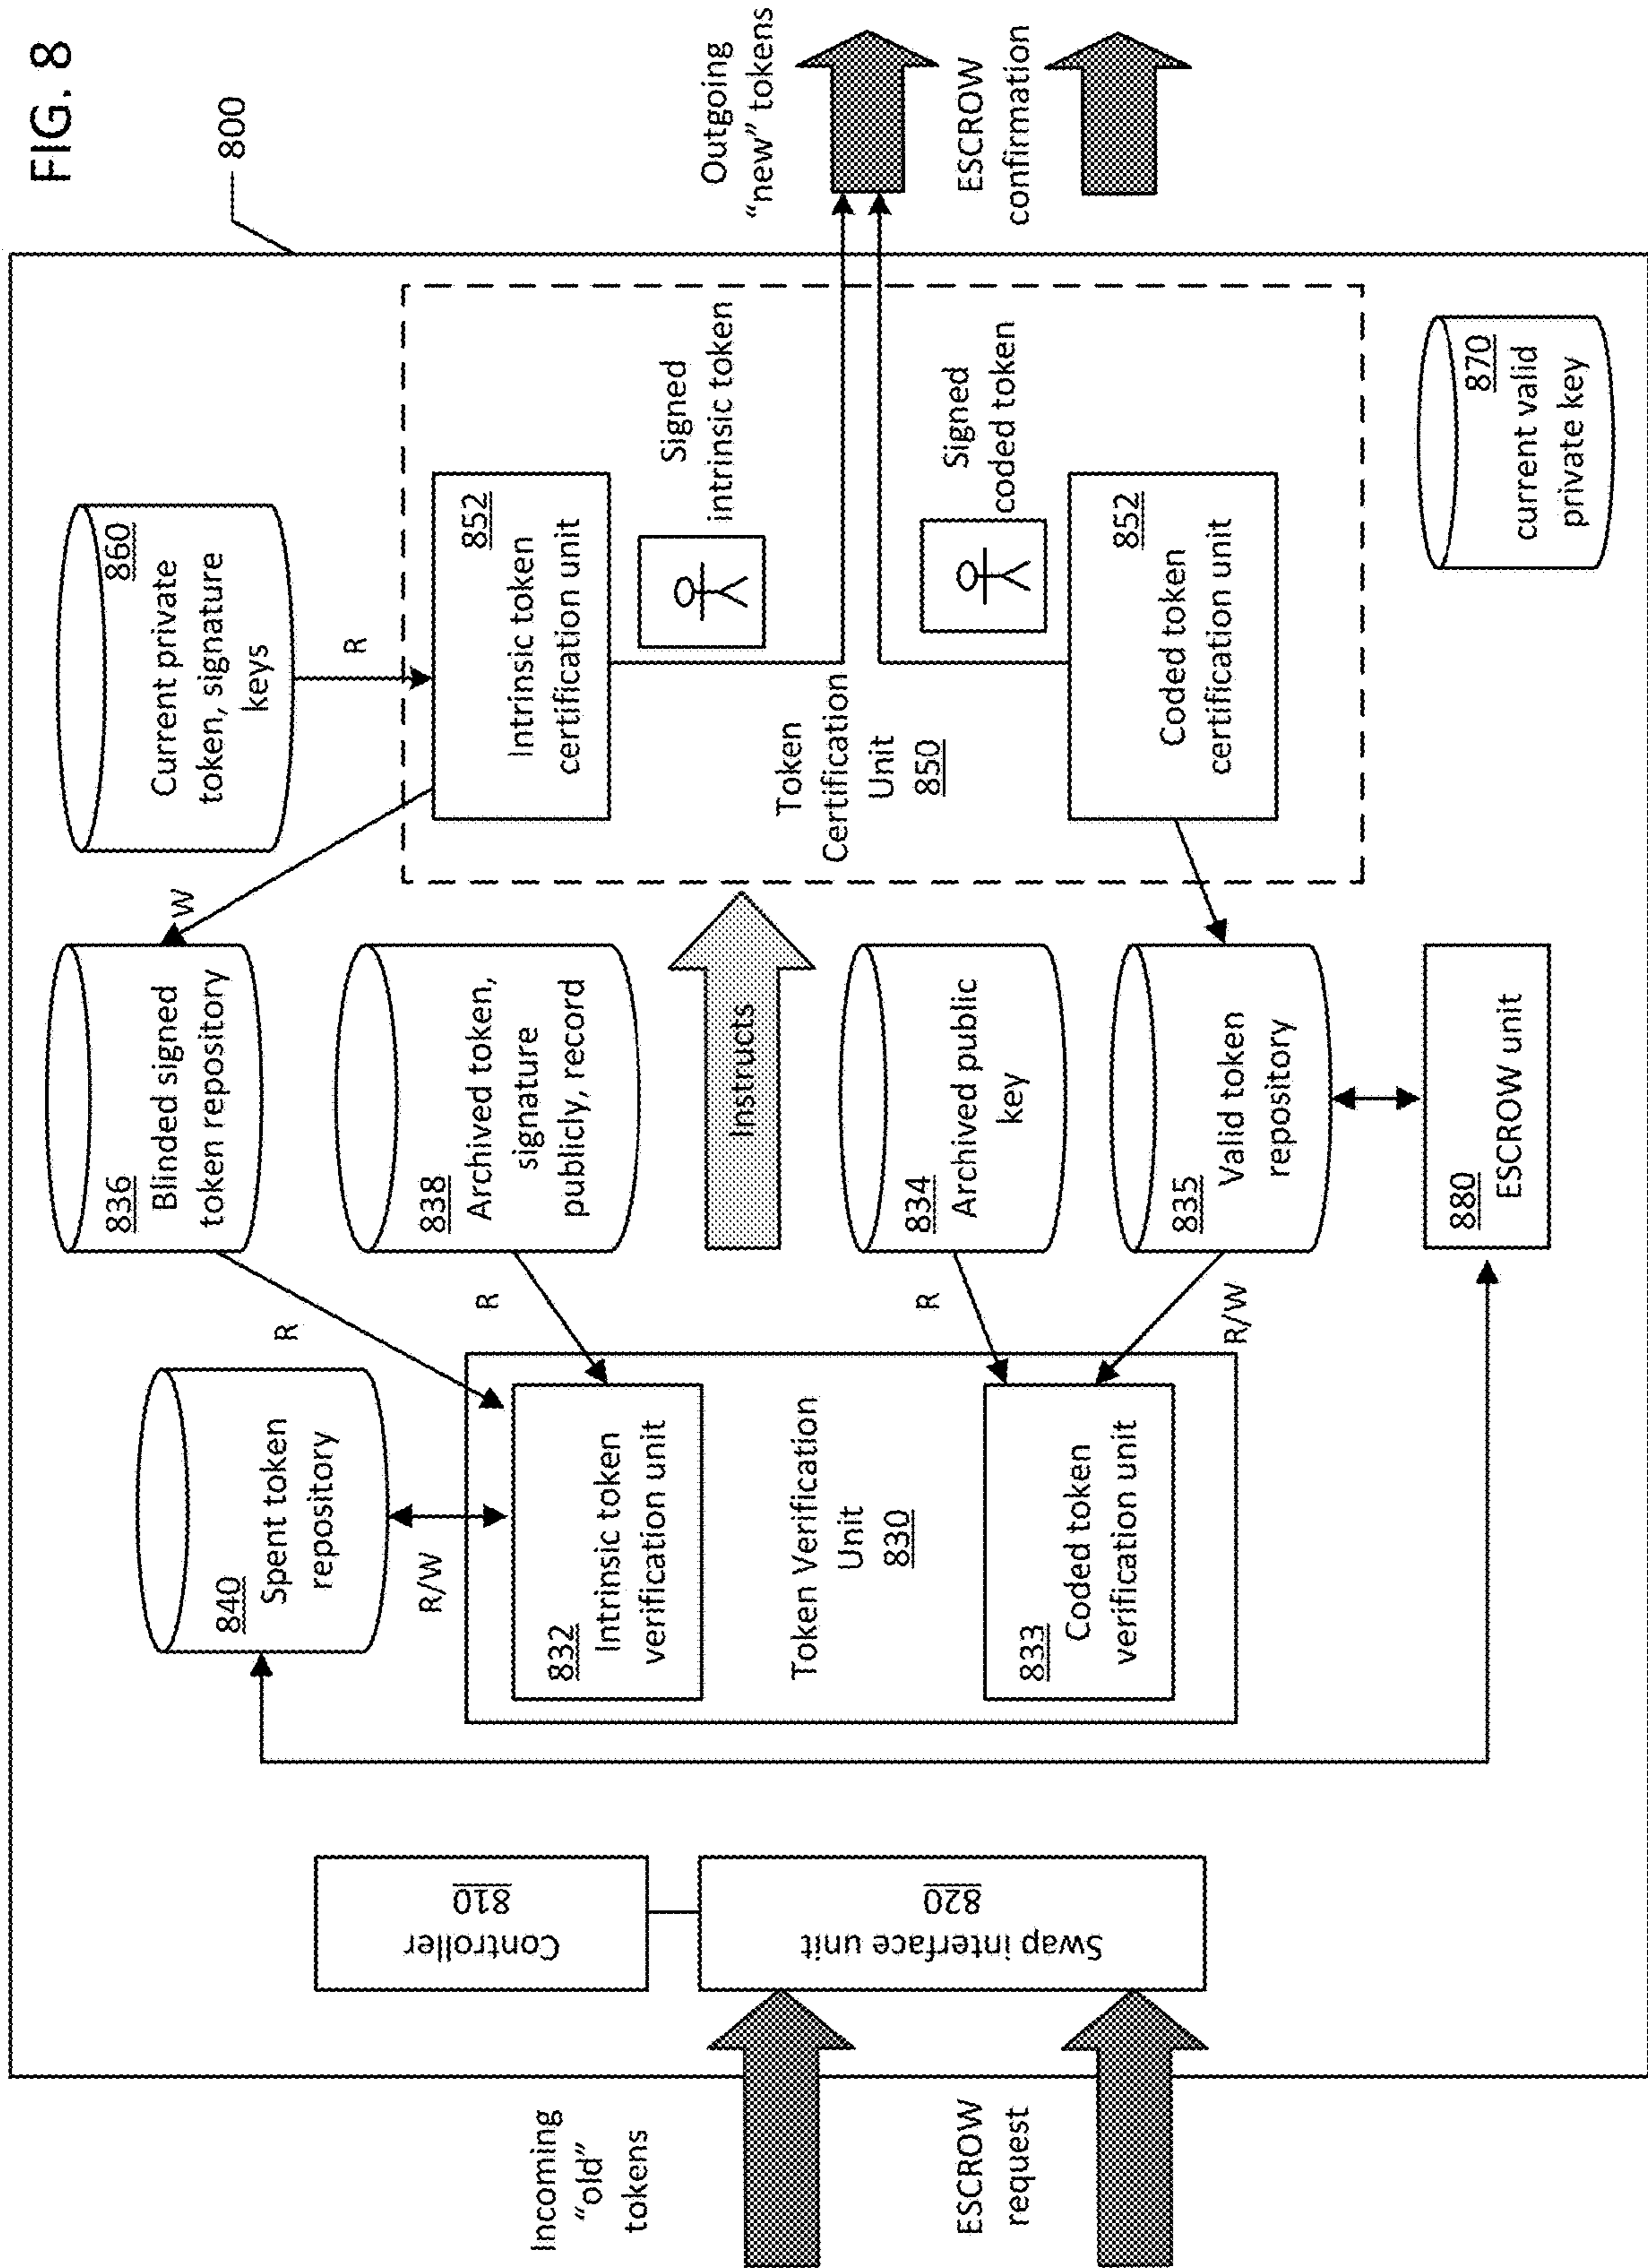 FIG. 8
800
Incoming
“old”
tokens
ESCROW
request
Controller
810
Swap interface unit
820
840
Spent token
repository
R/W
832
Intrinsic token
verification unit
Token Verification
Unit
830
833
Coded token
verification unit
R
R
R
R/W
836
Blinded signed
token repository
838
Archived token,
signature
publicly, record
Instructs
834
Archived public
key
835
Valid token
repository
880
ESCROW unit
W
860
Current private
token, signature
keys
R
852
Intrinsic token
certification unit
Signed
intrinsic token
Token
Certification
Unit
850
Signed
coded token
852
Coded token
certification unit
870
current valid
private key
Outgoing
“new” tokens
ESCROW
confirmation